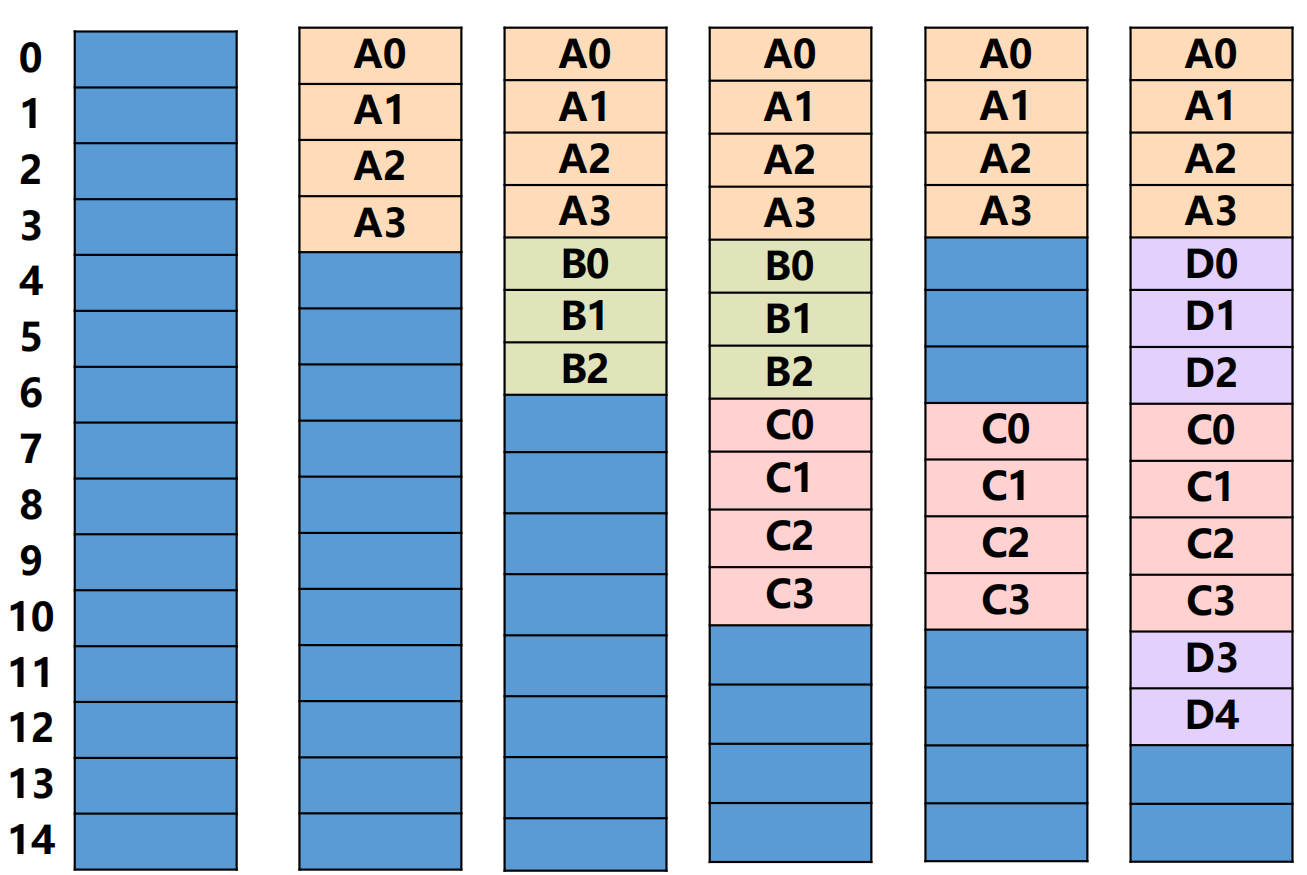 0 A0 A0 A0 A0 A0
1 A1 A1 A1 A1 A1
2 A2 A2 A2 A2 A2
3 A3 A3 A3 A3 A3
4 B0 B0 D0
5 B1 B1 D1
6 B2 B2 D2
7 C0 C0 C0
8 C1 C1 C1
9 C2 C2 C2
10 C3 C3 C3
11 D3
12 D4
13
14